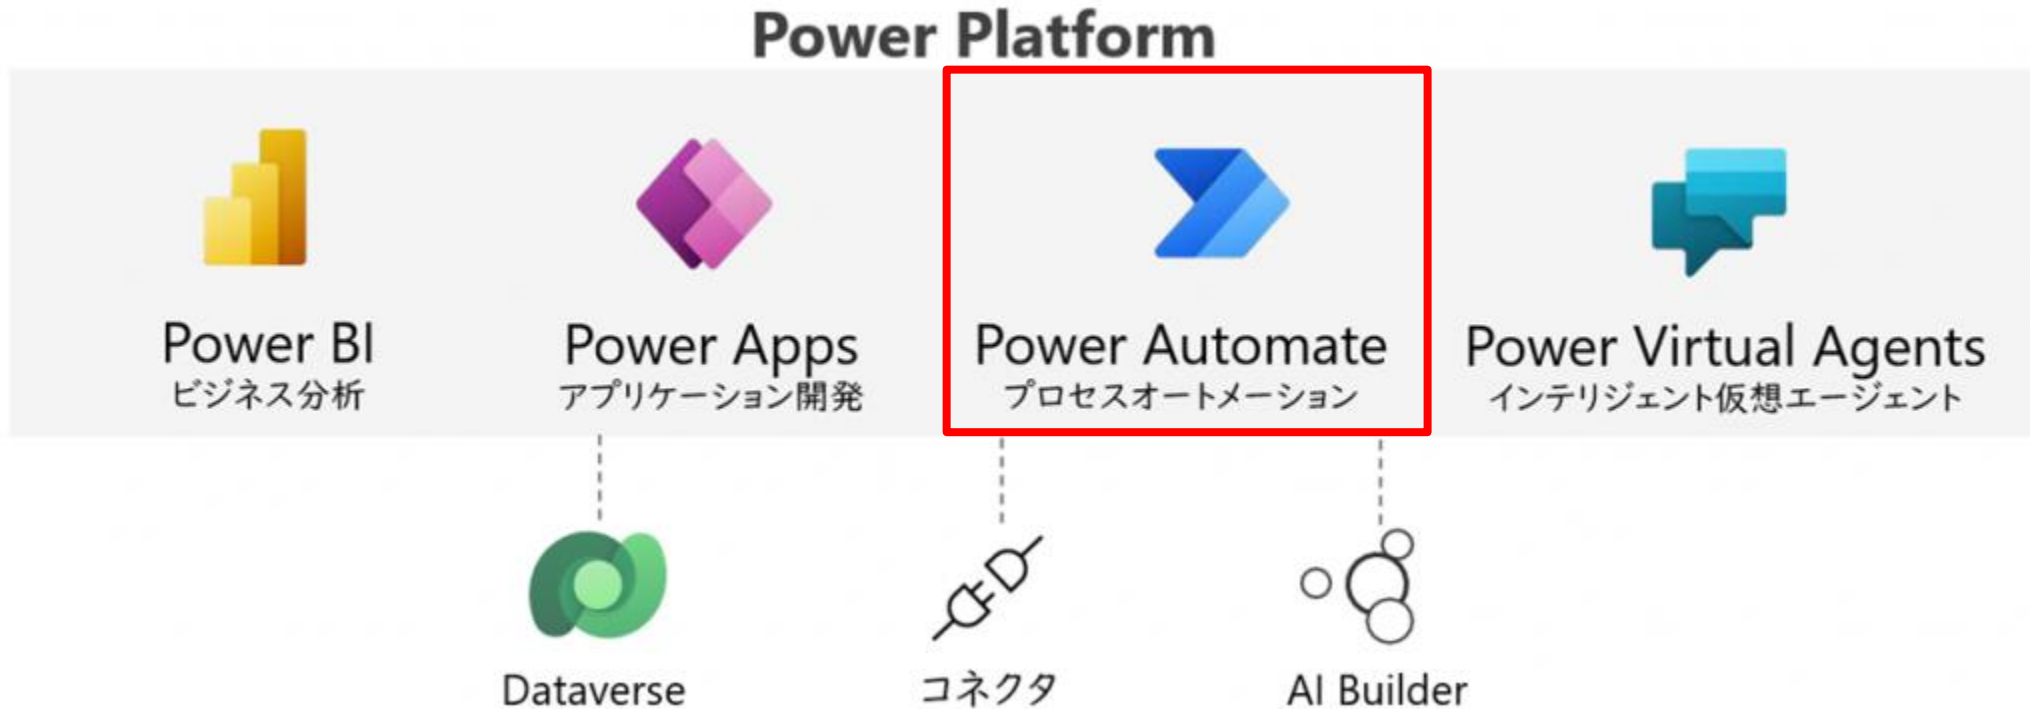 Power Platform
Power BI
ビジネス分析
Power Apps
アプリケーション開発
Power Automate
プロセスオートメーション
Power Virtual Agents
インテリジェント仮想エージェント
Dataverse
コネクタ
AI Builder